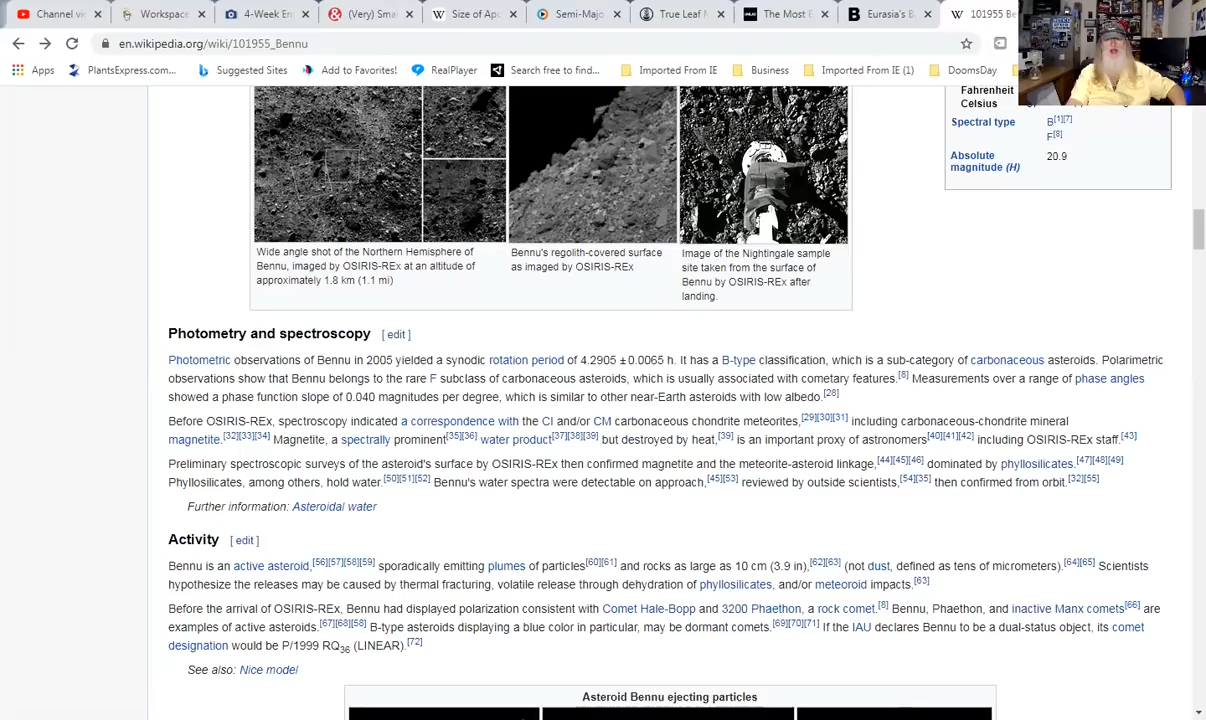 Channel vi
Workspace
4-Week Em
(Very) Smal
Size of Apo
Semi-Majo
True Leaf M
The Most E
Eurasia's B
101955 Be
en.wikipedia.org/wiki/101955_Bennu
Apps
PlantsExpress.com...
Suggested Sites
Add to Favorites!
RealPlayer
Search free to find...
Imported From IE
Business
Imported From IE (1)
DoomsDay
Fahrenheit
Celsius
Spectral type B[1][7]
F[8]
Absolute magnitude (H) 20.9
Wide angle shot of the Northern Hemisphere of
Bennu, imaged by OSIRIS-REx at an altitude of
approximately 1.8 km (1.1 mi)
Bennu's regolith-covered surface
as imaged by OSIRIS-REx
Image of the Nightingale sample
site taken from the surface of
Bennu by OSIRIS-REx after
landing.
Photometry and spectroscopy [ edit ]
Photometric observations of Bennu in 2005 yielded a synodic rotation period of 4.2905 ± 0.0065 h. It has a B-type classification, which is a sub-category of carbonaceous asteroids. Polarimetric
observations show that Bennu belongs to the rare F subclass of carbonaceous asteroids, which is usually associated with cometary features.[8] Measurements over a range of phase angles
showed a phase function slope of 0.040 magnitudes per degree, which is similar to other near-Earth asteroids with low albedo.[28]
Before OSIRIS-REx, spectroscopy indicated a correspondence with the CI and/or CM carbonaceous chondrite meteorites,[29][30][31] including carbonaceous-chondrite mineral
magnetite.[32][33][34] Magnetite, a spectrally prominent[35][36] water product[37][38][39] but destroyed by heat,[39] is an important proxy of astronomers[40][41][42] including OSIRIS-REx staff.[43]
Preliminary spectroscopic surveys of the asteroid's surface by OSIRIS-REx then confirmed magnetite and the meteorite-asteroid linkage,[44][45][46] dominated by phyllosilicates.[47][48][49]
Phyllosilicates, among others, hold water.[50][51][52] Bennu's water spectra were detectable on approach,[45][53] reviewed by outside scientists,[54][35] then confirmed from orbit.[32][55]
Further information: Asteroidal water
Activity [ edit ]
Bennu is an active asteroid,[56][57][58][59] sporadically emitting plumes of particles[60][61] and rocks as large as 10 cm (3.9 in),[62][63] (not dust, defined as tens of micrometers).[64][65] Scientists
hypothesize the releases may be caused by thermal fracturing, volatile release through dehydration of phyllosilicates, and/or meteoroid impacts.[63]
Before the arrival of OSIRIS-REx, Bennu had displayed polarization consistent with Comet Hale-Bopp and 3200 Phaethon, a rock comet.[8] Bennu, Phaethon, and inactive Manx comets[66] are
examples of active asteroids.[67][68][58] B-type asteroids displaying a blue color in particular, may be dormant comets.[69][70][71] If the IAU declares Bennu to be a dual-status object, its comet
designation would be P/1999 RQ36 (LINEAR).[72]
See also: Nice model
Asteroid Bennu ejecting particles